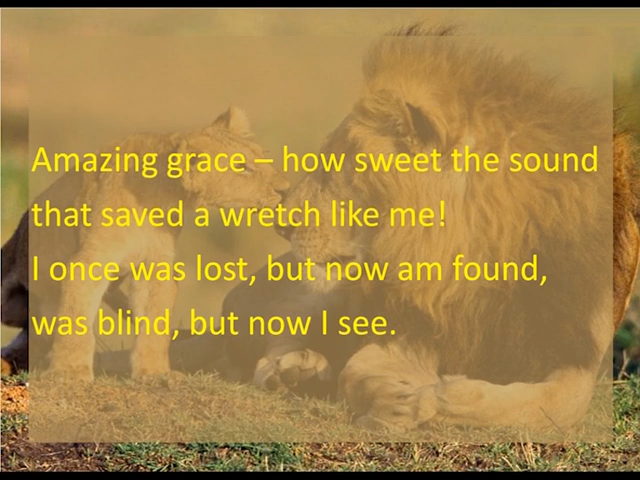 Amazing grace – how sweet the sound
that saved a wretch like me!
I once was lost, but now am found,
was blind, but now I see.